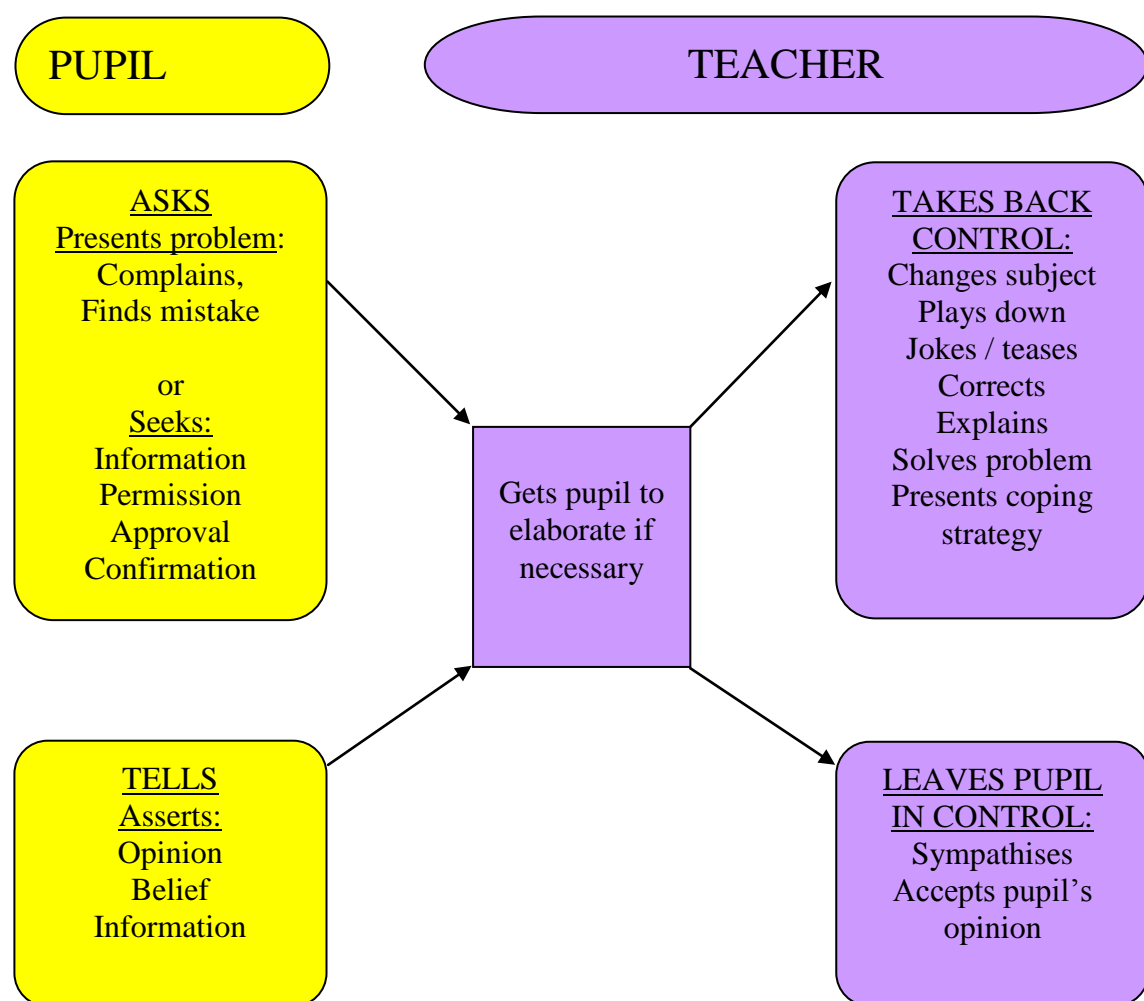 PUPIL
TEACHER
ASKS
Presents problem:
Complains,
Finds mistake
or
Seeks:
Information
Permission
Approval
Confirmation
Gets pupil to
elaborate if
necessary
TAKES BACK
CONTROL:
Changes subject
Plays down
Jokes / teases
Corrects
Explains
Solves problem
Presents coping
strategy
TELLS
Asserts:
Opinion
Belief
Information
LEAVES PUPIL
IN CONTROL:
Sympathises
Accepts pupil’s
opinion